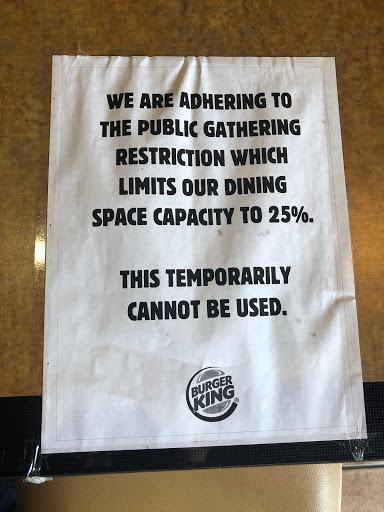 WE ARE ADHERING TO
THE PUBLIC GATHERING
RESTRICTION WHICH
LIMITS OUR DINING
SPACE CAPACITY TO 25%.
THIS TEMPORARILY
CANNOT BE USED.
BURGER
KING®